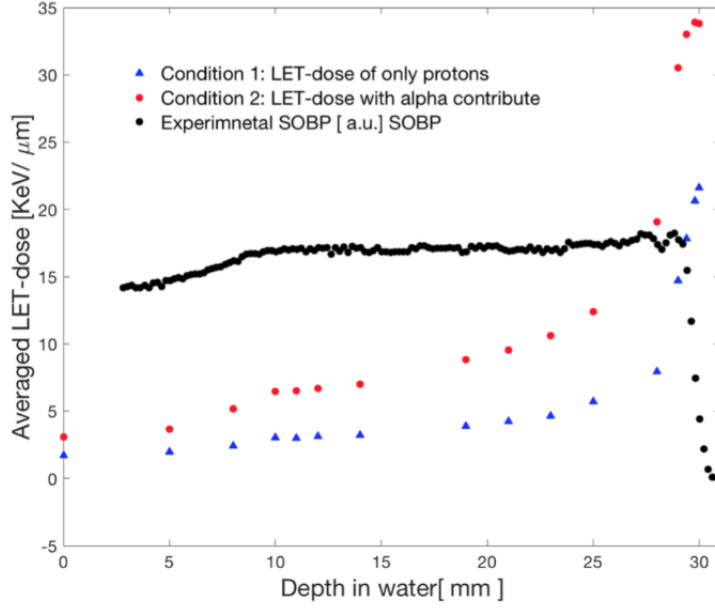 35
30
25
20
15
10
5
0
-5
Averaged LET-dose [KeV/ μm]
Condition 1: LET-dose of only protons
Condition 2: LET-dose with alpha contribute
Experimnetal SOBP [ a.u.] SOBP
0 5 10 15 20 25 30
Depth in water[ mm ]